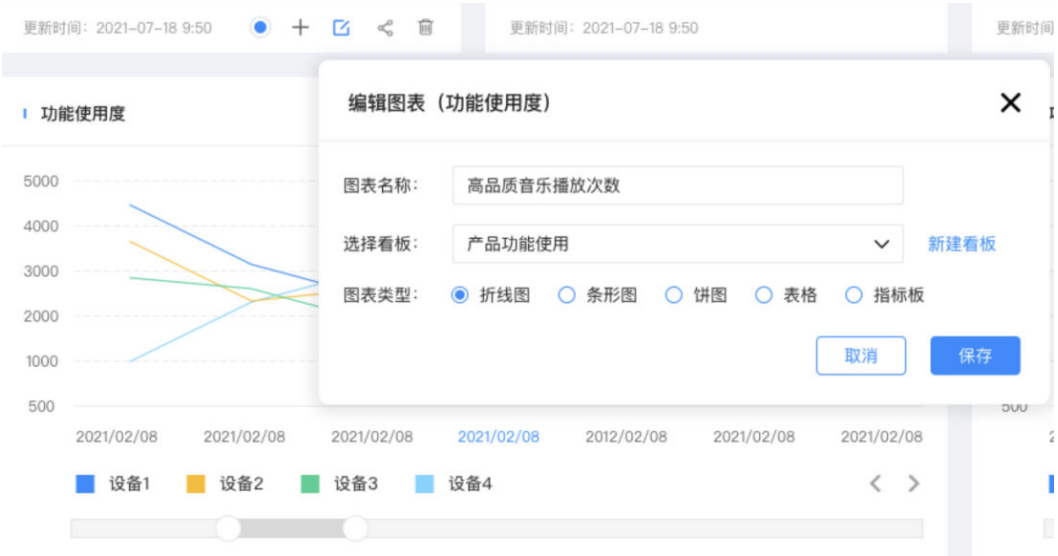 更新时间：2021-07-18 9:50
更新时间：2021-07-18 9:50
更新时间
功能使用度
编辑图表（功能使用度）
图表名称：
高品质音乐播放次数
选择看板：
产品功能使用
新建看板
图表类型：
折线图
条形图
饼图
表格
指标板
取消
保存
5000
4000
3000
2000
1000
500
500
2021/02/08
2021/02/08
2021/02/08
2021/02/08
2012/02/08
2021/02/08
2021/02/08
设备1
设备2
设备3
设备4